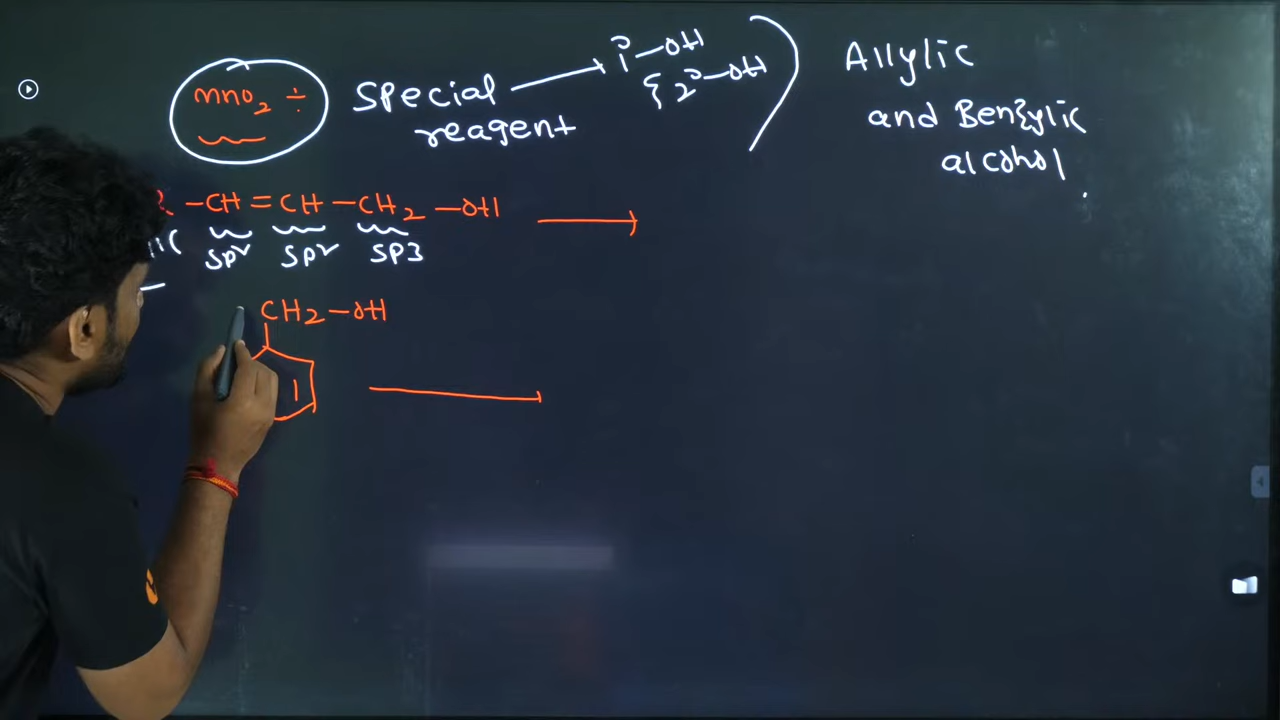 mno2 ÷
Special reagent
1°-OH
{2°-OH
Allylic
and Benzylic
alcohol
-CH=CH-CH2-OH
sp2 sp2 sp3
CH2-OH